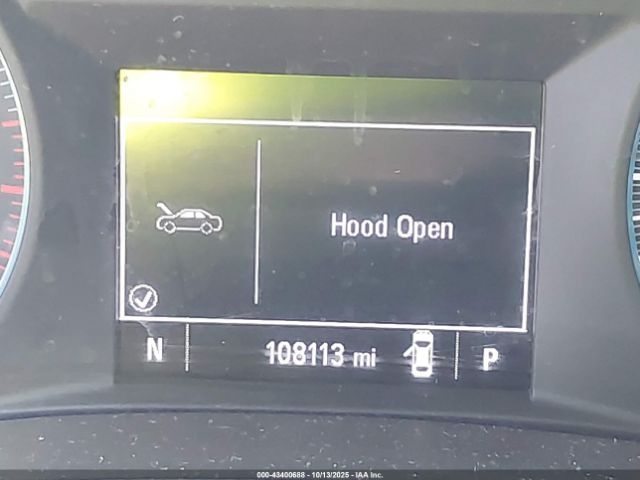 Hood Open
N 108113 mi P
000-43400688 - 10/13/2025 - IAA Inc.